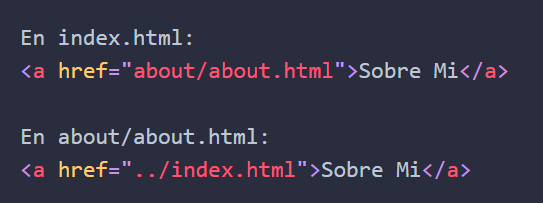 En index.html:
<a href="about/about.html">Sobre Mi</a>
En about/about.html:
<a href="../index.html">Sobre Mi</a>